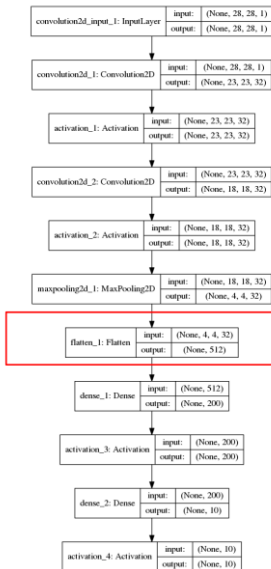 convolution2d_input_1: InputLayer
input: (None, 28, 28, 1)
output: (None, 28, 28, 1)
convolution2d_1: Convolution2D
input: (None, 28, 28, 1)
output: (None, 23, 23, 32)
activation_1: Activation
input: (None, 23, 23, 32)
output: (None, 23, 23, 32)
convolution2d_2: Convolution2D
input: (None, 23, 23, 32)
output: (None, 18, 18, 32)
activation_2: Activation
input: (None, 18, 18, 32)
output: (None, 18, 18, 32)
maxpooling2d_1: MaxPooling2D
input: (None, 18, 18, 32)
output: (None, 4, 4, 32)
flatten_1: Flatten
input: (None, 4, 4, 32)
output: (None, 512)
dense_1: Dense
input: (None, 512)
output: (None, 200)
activation_3: Activation
input: (None, 200)
output: (None, 200)
dense_2: Dense
input: (None, 200)
output: (None, 10)
activation_4: Activation
input: (None, 10)
output: (None, 10)